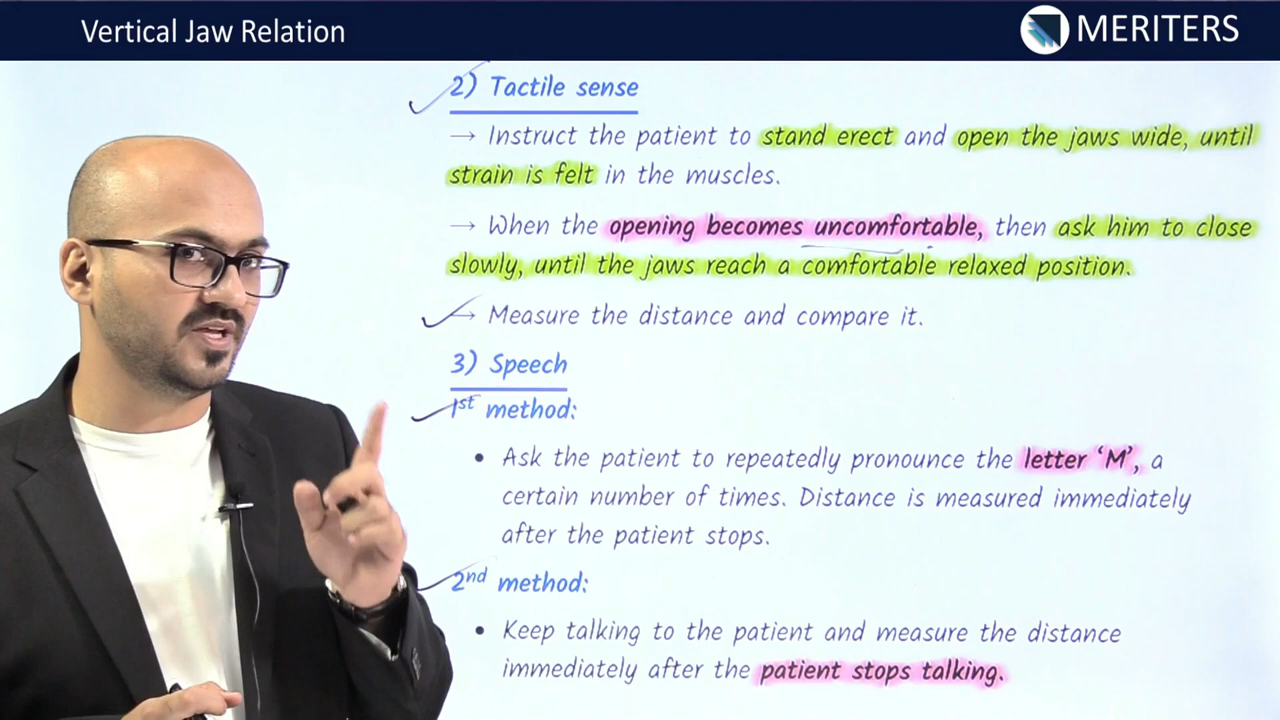 Vertical Jaw Relation
MERITERS
2) Tactile sense
→ Instruct the patient to stand erect and open the jaws wide, until
strain is felt in the muscles.
→ When the opening becomes uncomfortable, then ask him to close
slowly, until the jaws reach a comfortable relaxed position.
→ Measure the distance and compare it.
3) Speech
1st method:
• Ask the patient to repeatedly pronounce the letter ‘M’, a
certain number of times. Distance is measured immediately
after the patient stops.
2nd method:
• Keep talking to the patient and measure the distance
immediately after the patient stops talking.